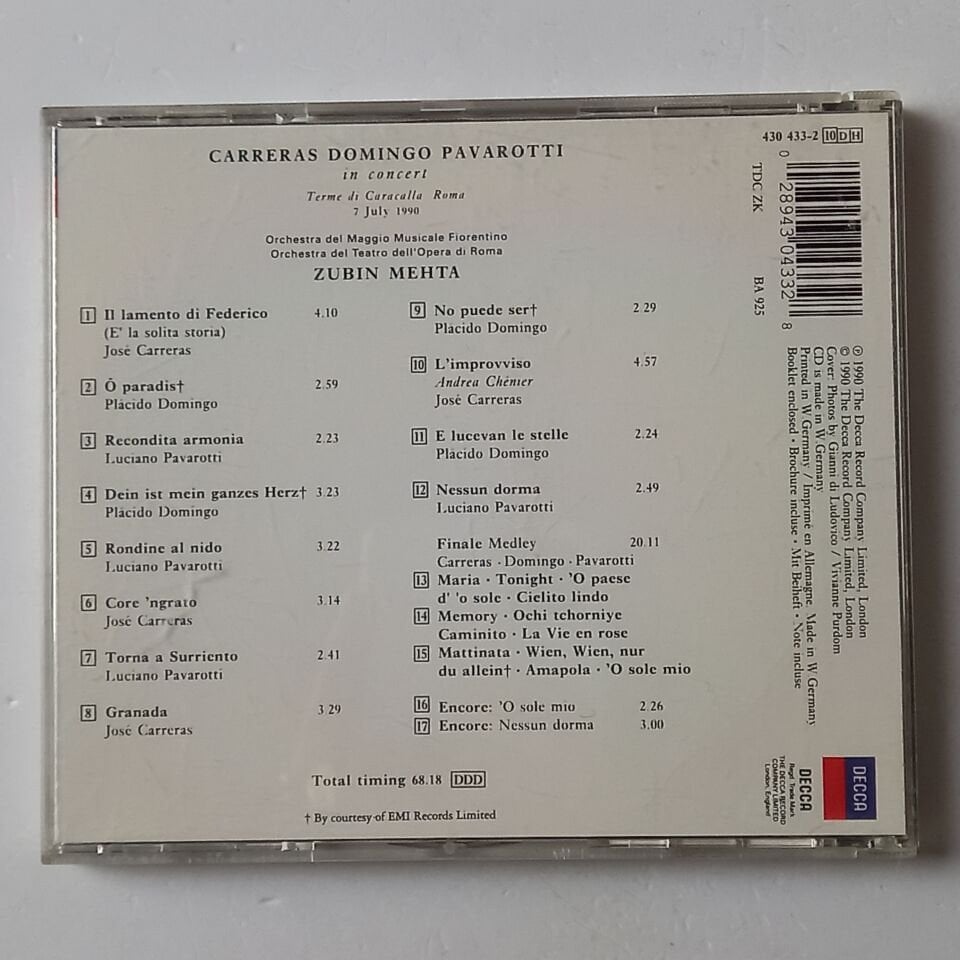 CARRERAS DOMINGO PAVAROTTI
in concert
Terme di Caracalla Roma
7 July 1990
Orchestra del Maggio Musicale Fiorentino
Orchestra del Teatro dell'Opera di Roma
ZUBIN MEHTA
1 Il lamento di Federico 4.10
(E' la solita storia)
José Carreras
2 Ô paradis† 2.59
Plácido Domingo
3 Recondita armonia 2.23
Luciano Pavarotti
4 Dein ist mein ganzes Herz† 3.23
Plácido Domingo
5 Rondine al nido 3.22
Luciano Pavarotti
6 Core 'ngrato 3.14
José Carreras
7 Torna a Surriento 2.41
Luciano Pavarotti
8 Granada 3.29
José Carreras
9 No puede ser† 2.29
Plácido Domingo
10 L'improvviso 4.57
Andrea Chénier
José Carreras
11 E lucevan le stelle 2.24
Plácido Domingo
12 Nessun dorma 2.49
Luciano Pavarotti
Finale Medley 20.11
Carreras · Domingo · Pavarotti
13 Maria · Tonight · 'O paese
d' 'o sole · Cielito lindo
14 Memory · Ochi tchorniye
Caminito · La Vie en rose
15 Mattinata · Wien, Wien, nur
du allein† · Amapola · 'O sole mio
16 Encore: 'O sole mio 2.26
17 Encore: Nessun dorma 3.00
Total timing 68.18 DDD
† By courtesy of EMI Records Limited
430 433-2 10 DH
0 28943 04332 8
TDC ZK BA 925
℗ 1990 The Decca Record Company Limited, London
© 1990 The Decca Record Company Limited, London
Cover: Photos by Gianni di Ludovico / Vivianne Purdom
CD is made in W. Germany
Printed in W. Germany / Imprimé en Allemagne. Made in W. Germany
Booklet enclosed · Brochure incluse · Mit Beiheft · Note incluse
DECCA
DECCA
Regd. Trade Mark
THE DECCA RECORD
COMPANY LIMITED
London, England